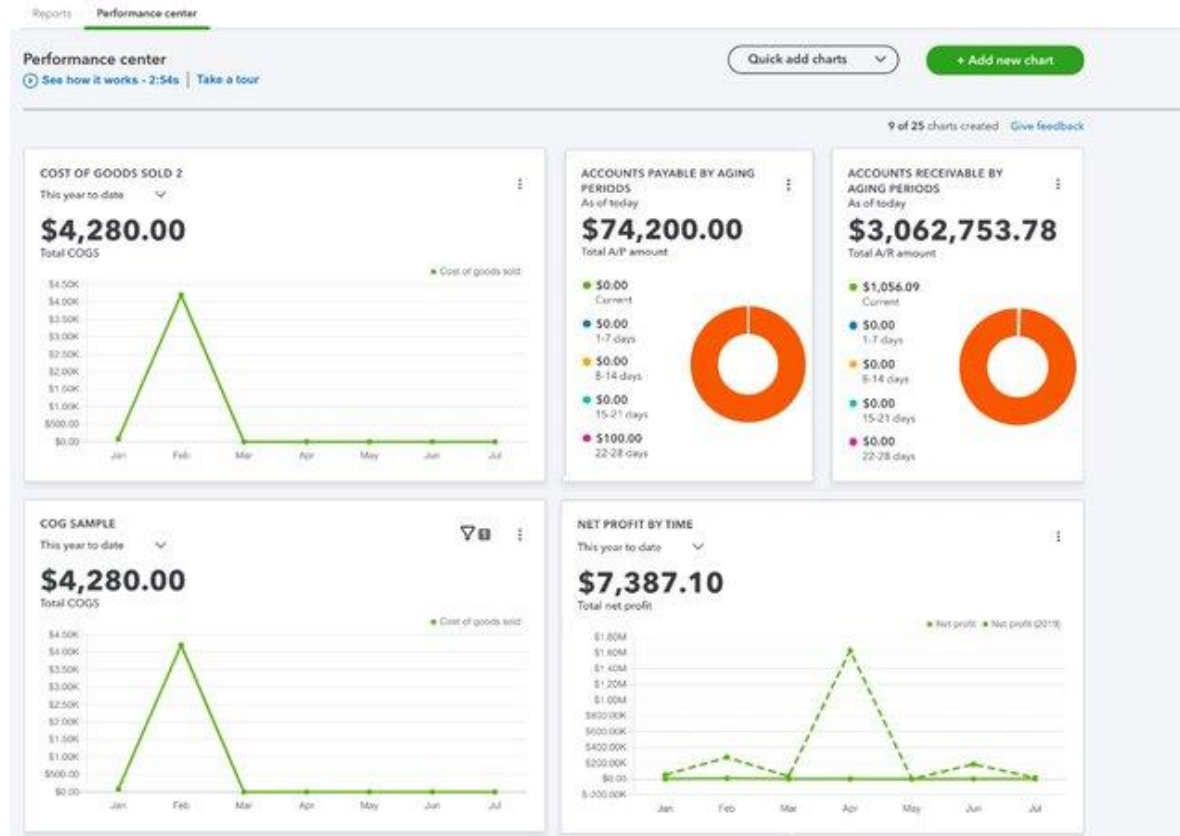 Reports Performance center
Performance center
See how it works - 2:54s | Take a tour
Quick add charts
+ Add new chart
9 of 25 charts created Give feedback
COST OF GOODS SOLD 2
This year to date
$4,280.00
Total COGS
Cost of goods sold
$4.50K
$4.00K
$3.50K
$3.00K
$2.50K
$2.00K
$1.50K
$1.00K
$500.00
$0.00
Jan Feb Mar Apr May Jun Jul
ACCOUNTS PAYABLE BY AGING
PERIODS
As of today
$74,200.00
Total A/P amount
$0.00
Current
$0.00
1-7 days
$0.00
8-14 days
$0.00
15-21 days
$100.00
22-28 days
ACCOUNTS RECEIVABLE BY
AGING PERIODS
As of today
$3,062,753.78
Total A/R amount
$1,056.09
Current
$0.00
1-7 days
$0.00
8-14 days
$0.00
15-21 days
$0.00
22-28 days
COG SAMPLE
This year to date
$4,280.00
Total COGS
Cost of goods sold
$4.50K
$4.00K
$3.50K
$3.00K
$2.50K
$2.00K
$1.50K
$1.00K
$500.00
$0.00
Jan Feb Mar Apr May Jun Jul
NET PROFIT BY TIME
This year to date
$7,387.10
Total net profit
Net profit Net profit (2019)
$1.80M
$1.60M
$1.40M
$1.20M
$1.00M
$800.00K
$600.00K
$400.00K
$200.00K
$0.00
$-200.00K
Jan Feb Mar Apr May Jun Jul